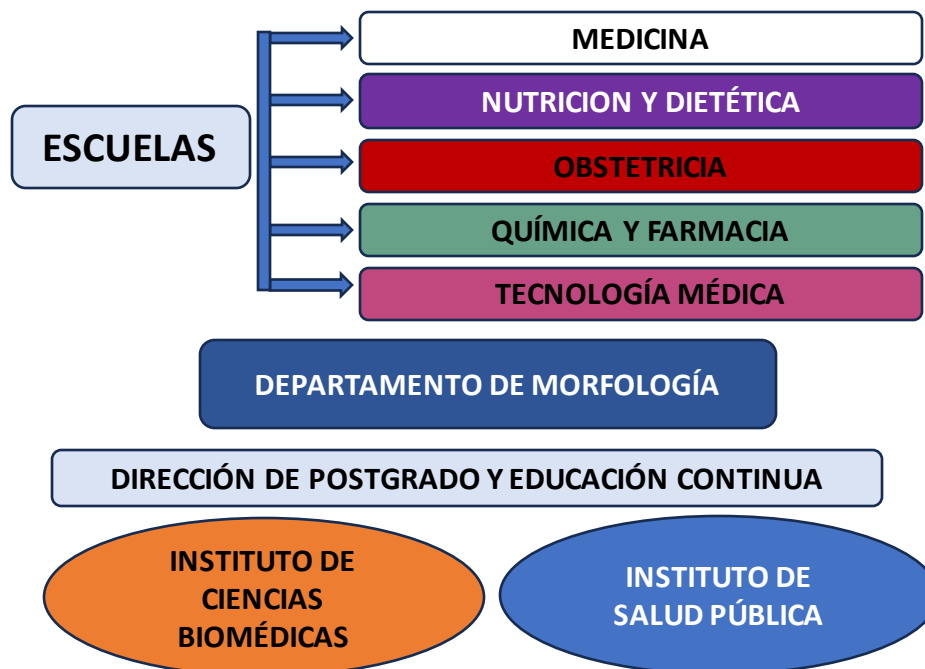 MEDICINA
NUTRICION Y DIETÉTICA
ESCUELAS
OBSTETRICIA
QUÍMICA Y FARMACIA
TECNOLOGÍA MÉDICA
DEPARTAMENTO DE MORFOLOGÍA
DIRECCIÓN DE POSTGRADO Y EDUCACIÓN CONTINUA
INSTITUTO DE
CIENCIAS
BIOMÉDICAS
INSTITUTO DE
SALUD PÚBLICA